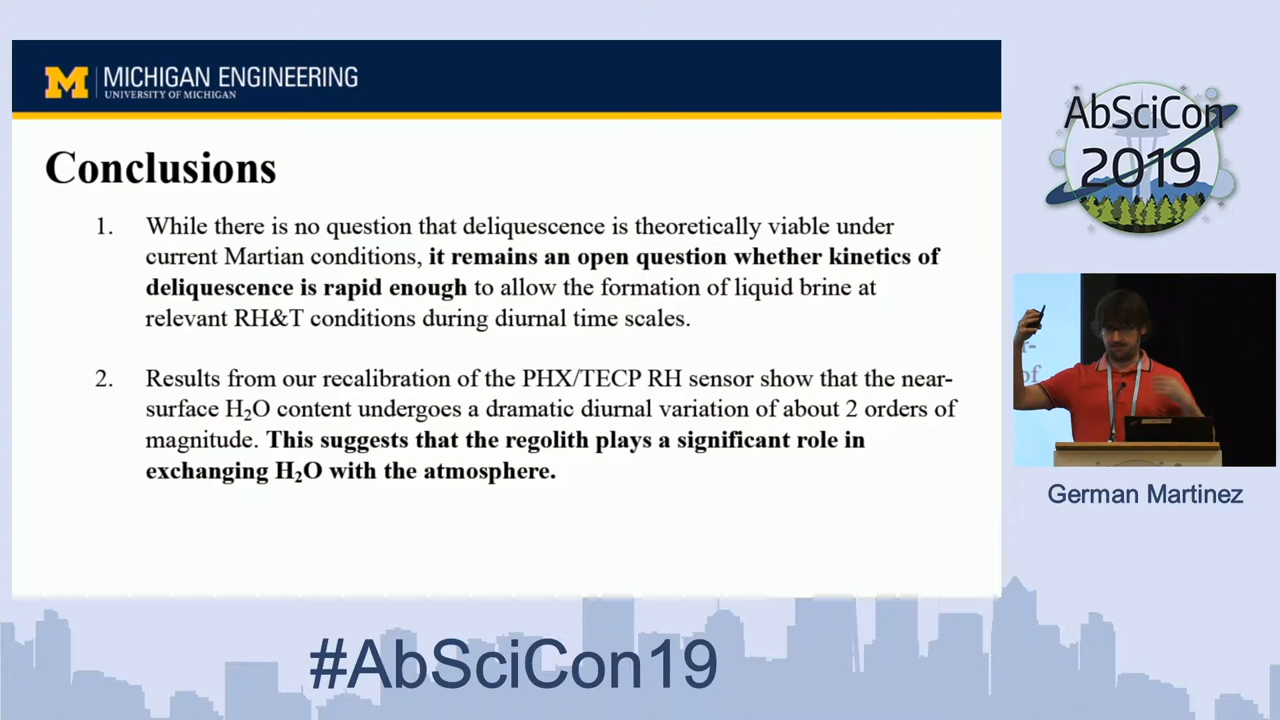 MICHIGAN ENGINEERING
UNIVERSITY OF MICHIGAN
Conclusions
1. While there is no question that deliquescence is theoretically viable under
current Martian conditions, it remains an open question whether kinetics of
deliquescence is rapid enough to allow the formation of liquid brine at
relevant RH&T conditions during diurnal time scales.
2. Results from our recalibration of the PHX/TECP RH sensor show that the near-
surface H₂O content undergoes a dramatic diurnal variation of about 2 orders of
magnitude. This suggests that the regolith plays a significant role in
exchanging H₂O with the atmosphere.
AbSciCon
2019
r-
of
German Martinez
#AbSciCon19